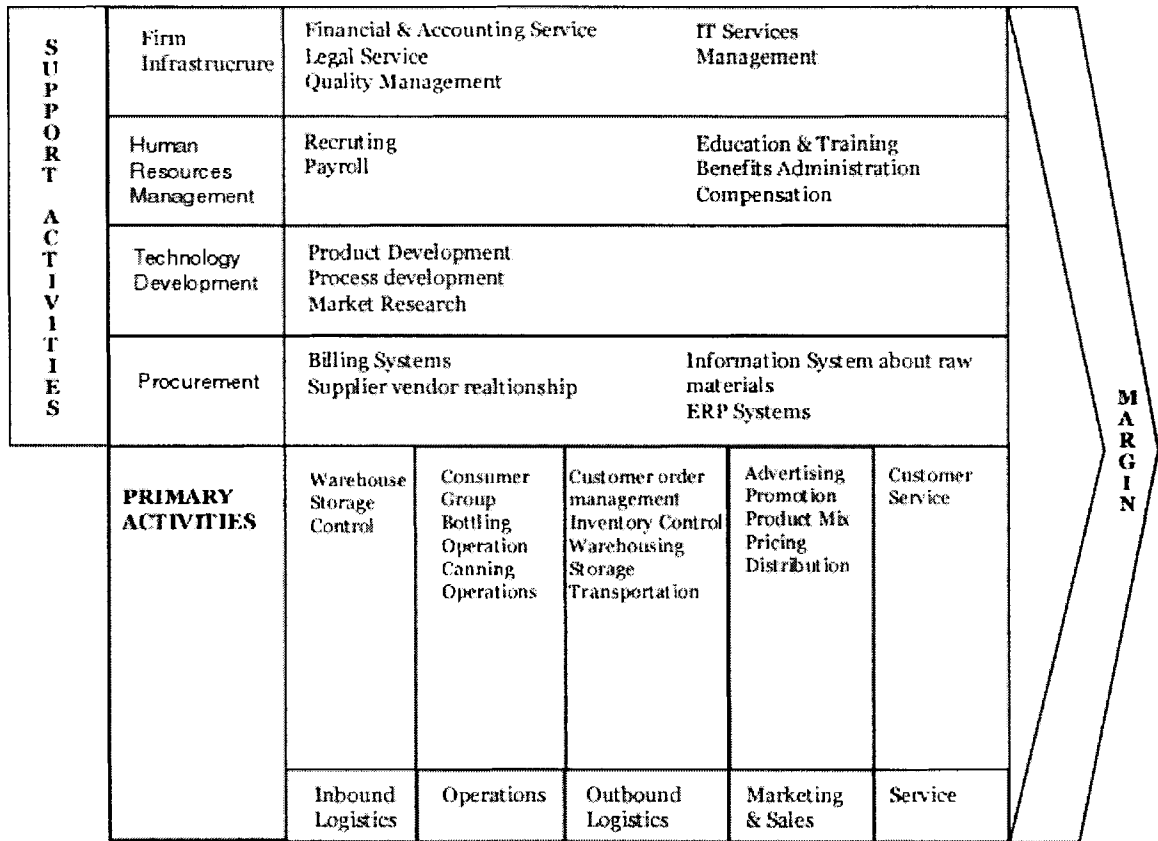 SUPPORT ACTIVITIES
Firm
Infrastrucrure
Financial & Accounting Service
Legal Service
Quality Management
IT Services
Management
Human
Resources
Management
Recruting
Payroll
Education & Training
Benefits Administration
Compensation
Technology
Development
Product Development
Process development
Market Research
Procurement
Billing Systems
Supplier vendor realtionship
Information System about raw
materials
ERP Systems
MARGIN
PRIMARY
ACTIVITIES
Warehouse
Storage
Control
Consumer
Group
Bottling
Operation
Canning
Operations
Customer order
management
Inventory Control
Warehousing
Storage
Transportation
Advertising
Promotion
Product Mix
Pricing
Distribution
Customer
Service
Inbound
Logistics
Operations
Outbound
Logistics
Marketing
& Sales
Service